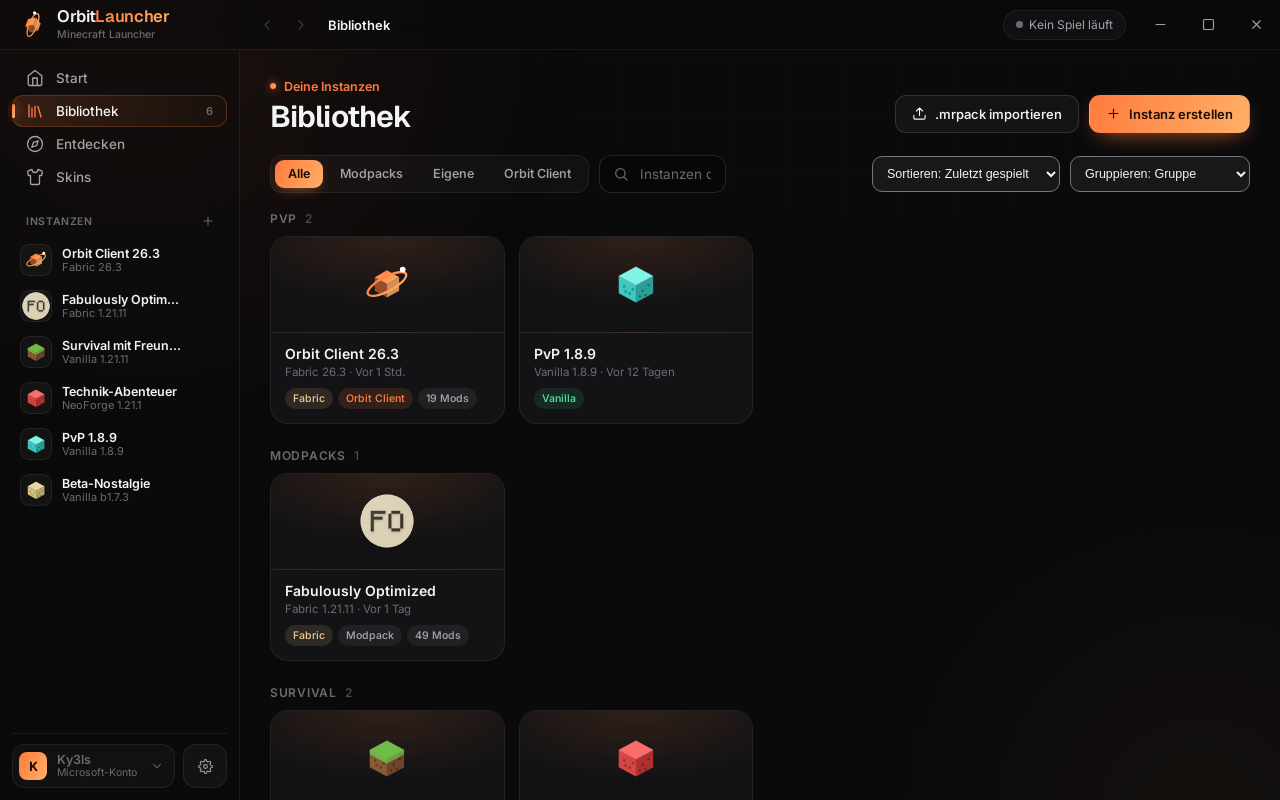 OrbitLauncher
Minecraft Launcher
Bibliothek
Kein Spiel läuft
Start
Bibliothek 6
Entdecken
Skins
INSTANZEN
Orbit Client 26.3
Fabric 26.3
Fabulously Optim...
Fabric 1.21.11
Survival mit Freun...
Vanilla 1.21.11
Technik-Abenteuer
NeoForge 1.21.1
PvP 1.8.9
Vanilla 1.8.9
Beta-Nostalgie
Vanilla b1.7.3
K
Ky3ls
Microsoft-Konto
Deine Instanzen
Bibliothek
.mrpack importieren
Instanz erstellen
Alle Modpacks Eigene Orbit Client
Instanzen
Sortieren: Zuletzt gespielt
Gruppieren: Gruppe
PVP 2
Orbit Client 26.3
Fabric 26.3 · Vor 1 Std.
Fabric Orbit Client 19 Mods
PvP 1.8.9
Vanilla 1.8.9 · Vor 12 Tagen
Vanilla
MODPACKS 1
FO
Fabulously Optimized
Fabric 1.21.11 · Vor 1 Tag
Fabric Modpack 49 Mods
SURVIVAL 2